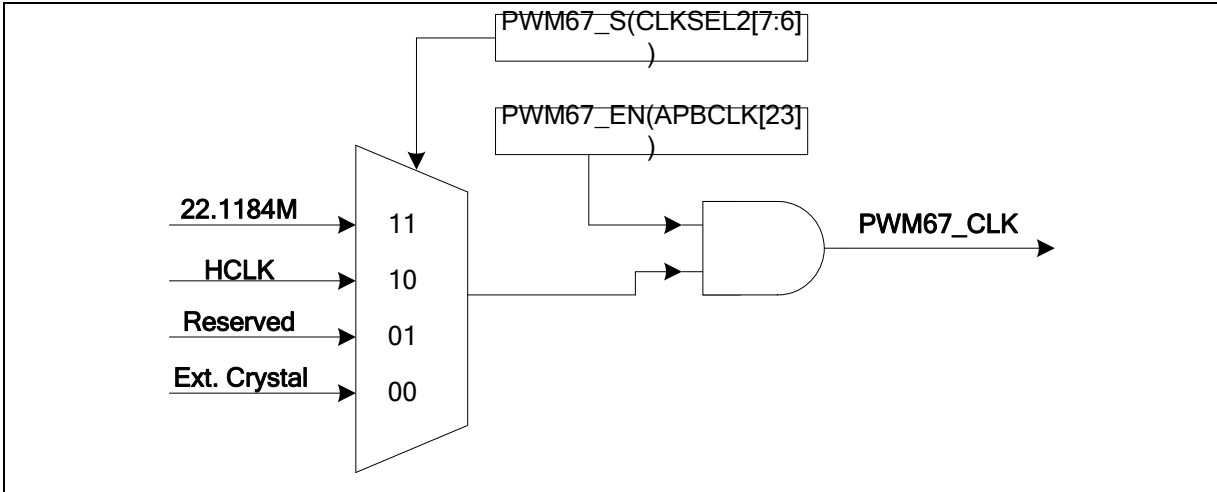 PWM67_S(CLKSEL2[7:6]
)
PWM67_EN(APBCLK[23]
)
22.1184M
11
PWM67_CLK
HCLK
10
Reserved
01
Ext. Crystal
00